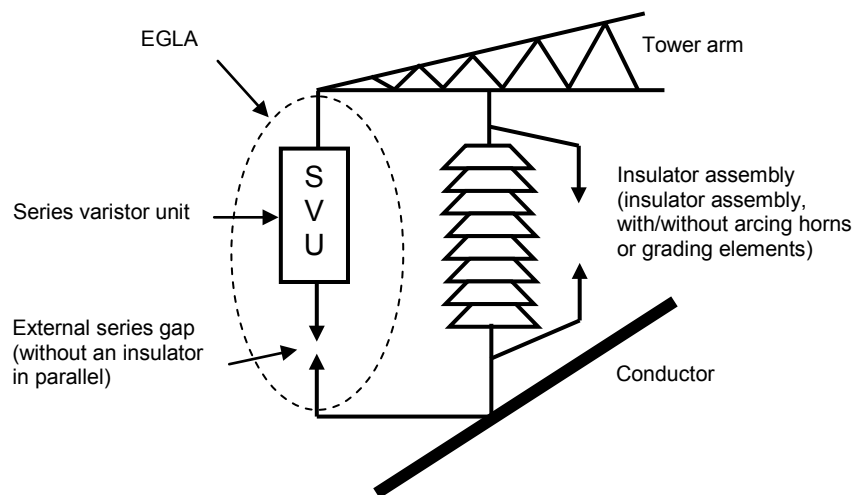 EGLA
Tower arm
S
V
U
Series varistor unit
Insulator assembly
(insulator assembly,
with/without arcing horns
or grading elements)
External series gap
(without an insulator
in parallel)
Conductor